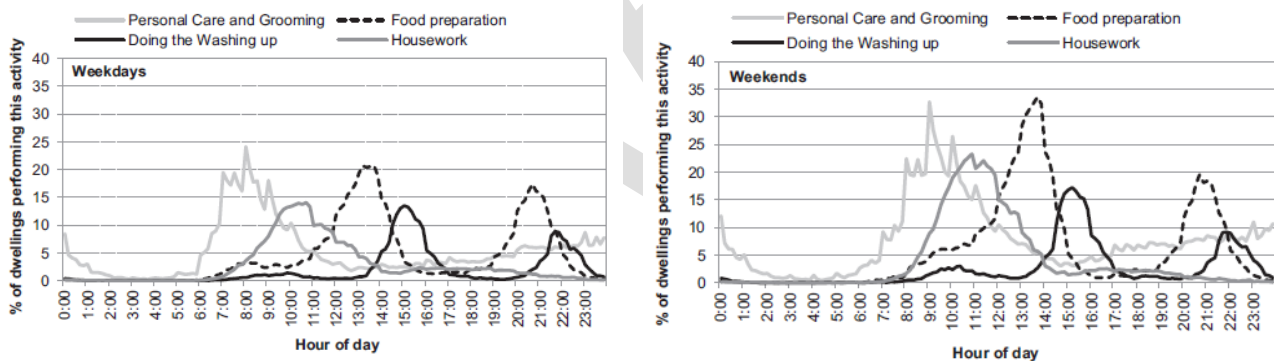 Personal Care and Grooming Food preparation
Doing the Washing up Housework
Weekdays
% of dwellings performing this activity
40
35
30
25
20
15
10
5
0
0:00 1:00 2:00 3:00 4:00 5:00 6:00 7:00 8:00 9:00 10:00 11:00 12:00 13:00 14:00 15:00 16:00 17:00 18:00 19:00 20:00 21:00 22:00 23:00
Hour of day
Personal Care and Grooming Food preparation
Doing the Washing up Housework
Weekends
% of dwellings performing this activity
40
35
30
25
20
15
10
5
0
0:00 1:00 2:00 3:00 4:00 5:00 6:00 7:00 8:00 9:00 10:00 11:00 12:00 13:00 14:00 15:00 16:00 17:00 18:00 19:00 20:00 21:00 22:00 23:00
Hour of day